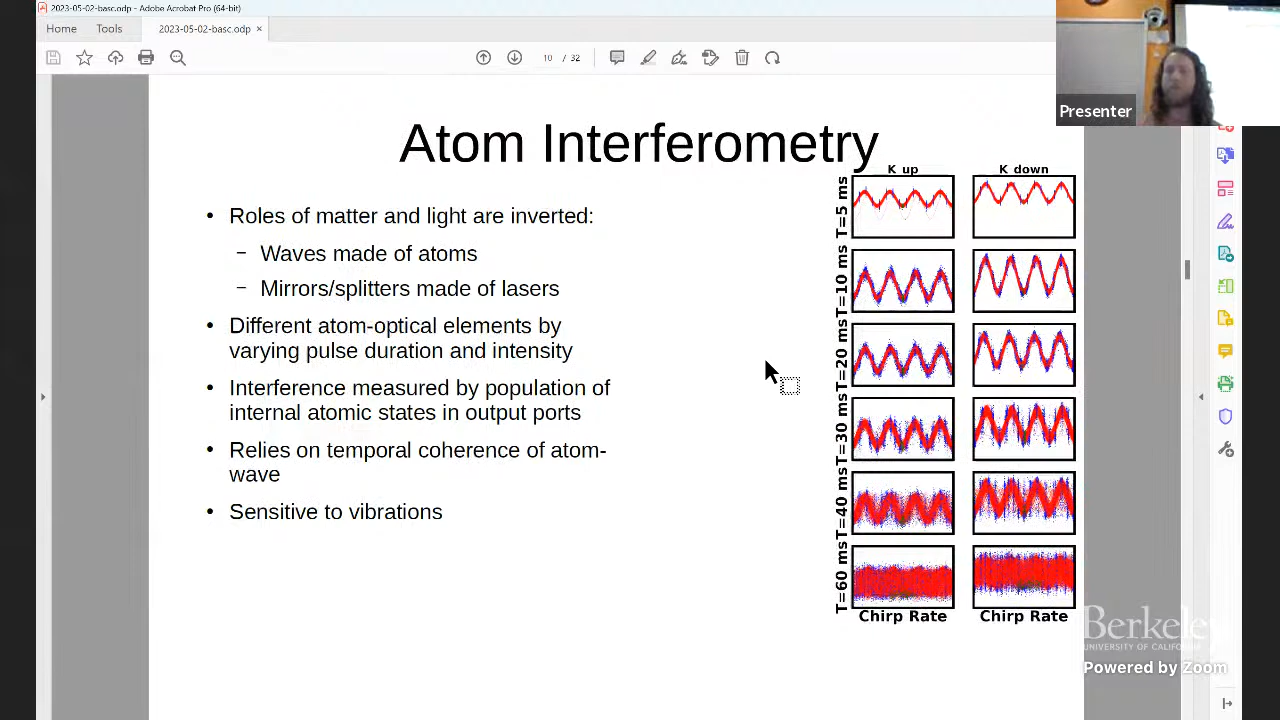 2023-05-02-basc.odp - Adobe Acrobat Pro (64-bit)
Home Tools 2023-05-02-basc.odp ×
10 / 32
Presenter
Atom Interferometry
• Roles of matter and light are inverted:
– Waves made of atoms
– Mirrors/splitters made of lasers
• Different atom-optical elements by
varying pulse duration and intensity
• Interference measured by population of
internal atomic states in output ports
• Relies on temporal coherence of atom-
wave
• Sensitive to vibrations
K up K down
T=5 ms
T=10 ms
T=20 ms
T=30 ms
T=40 ms
T=60 ms
Chirp Rate Chirp Rate
Berkeley
UNIVERSITY OF CALIFORNIA
Powered by Zoom